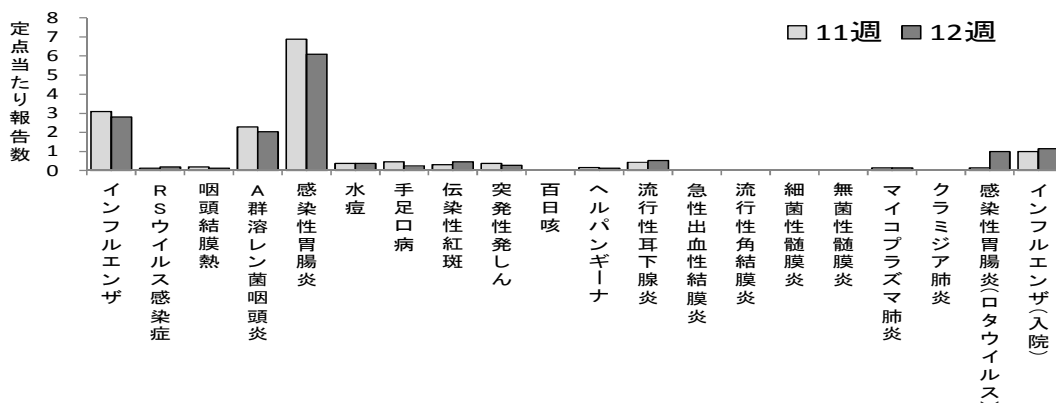 定点当たり報告数
8
7
6
5
4
3
2
1
0
11週 12週
インフルエンザ
RSウイルス感染症
咽頭結膜熱
A群溶レン菌咽頭炎
感染性胃腸炎
水痘
手足口病
伝染性紅斑
突発性発しん
百日咳
ヘルパンギーナ
流行性耳下腺炎
急性出血性結膜炎
流行性角結膜炎
細菌性髄膜炎
無菌性髄膜炎
マイコプラズマ肺炎
クラミジア肺炎
感染性胃腸炎(ロタウイルス)
インフルエンザ(入院)